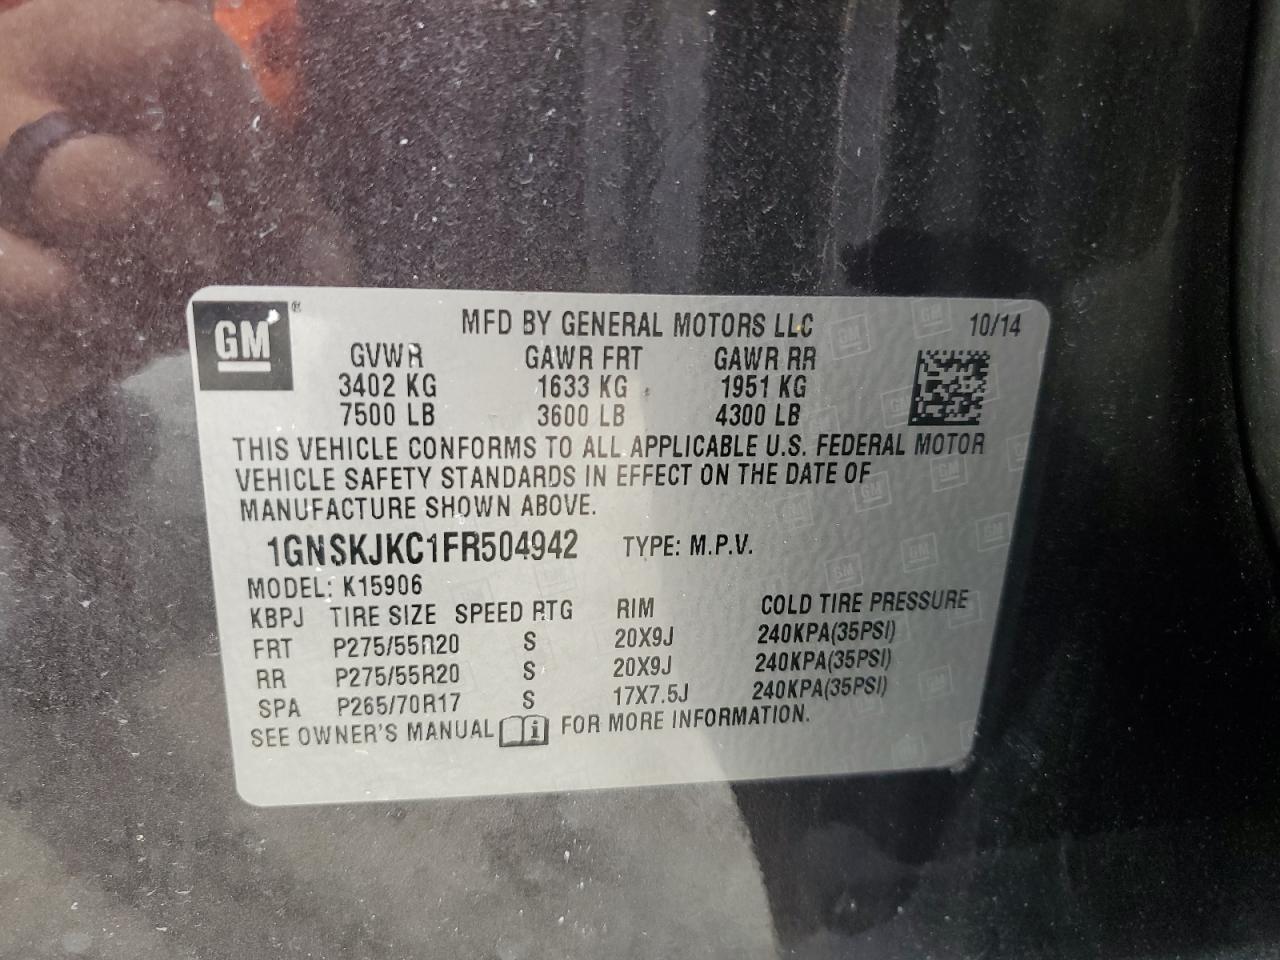 GM ®
MFD BY GENERAL MOTORS LLC 10/14
GVWR GAWR FRT GAWR RR
3402 KG 1633 KG 1951 KG
7500 LB 3600 LB 4300 LB
THIS VEHICLE CONFORMS TO ALL APPLICABLE U.S. FEDERAL MOTOR
VEHICLE SAFETY STANDARDS IN EFFECT ON THE DATE OF
MANUFACTURE SHOWN ABOVE.
1GNSKJKC1FR504942 TYPE: M.P.V.
MODEL: K15906
KBPJ TIRE SIZE SPEED RTG RIM COLD TIRE PRESSURE
FRT P275/55R20 S 20X9J 240KPA(35PSI)
RR P275/55R20 S 20X9J 240KPA(35PSI)
SPA P265/70R17 S 17X7.5J 240KPA(35PSI)
SEE OWNER'S MANUAL i FOR MORE INFORMATION.